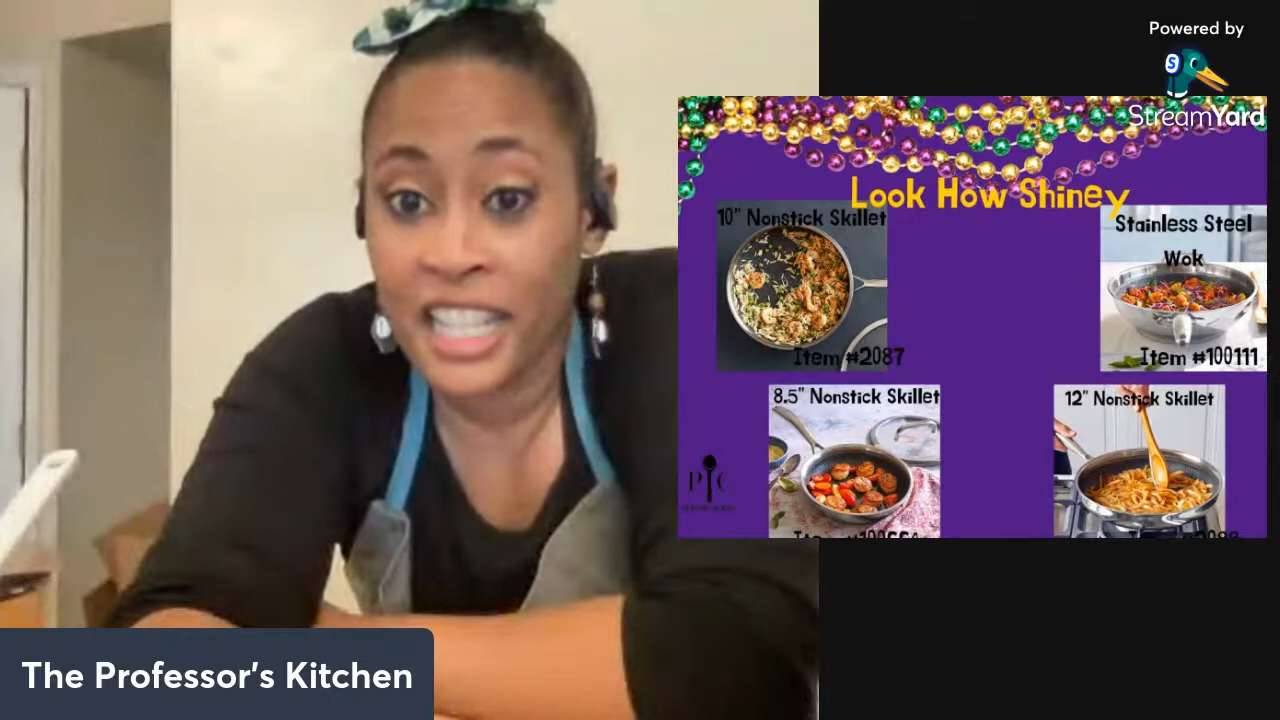 Powered by
StreamYard
Look How Shiney
10" Nonstick Skillet
Item #2087
Stainless Steel
Wok
Item #100111
8.5" Nonstick Skillet
12" Nonstick Skillet
P C
The Professor's Kitchen